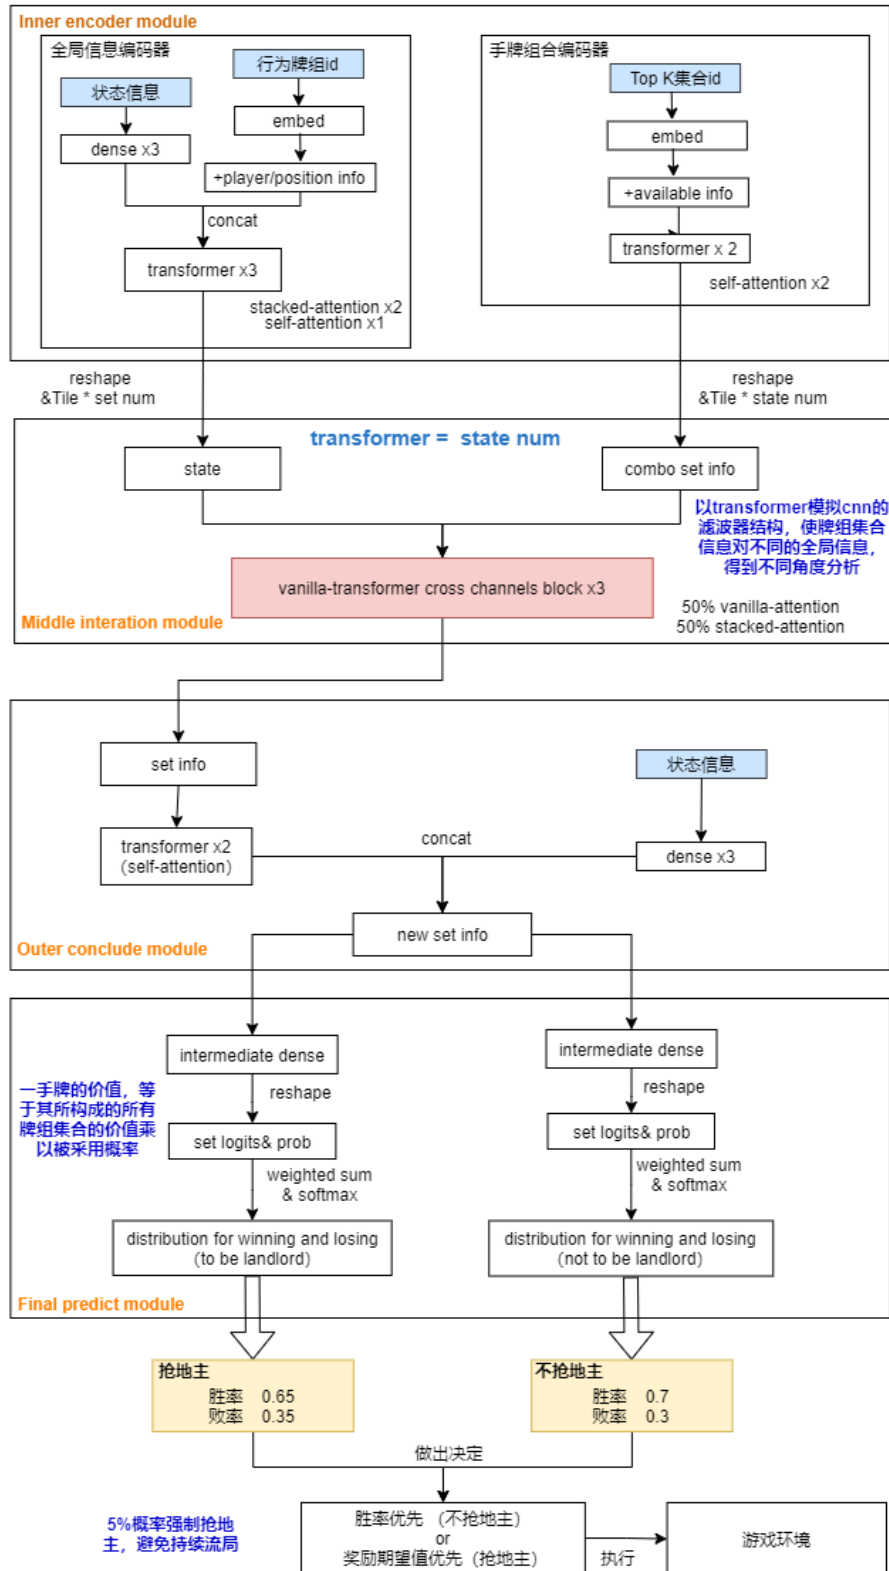 Inner encoder module
全局信息编码器
行为牌组id
状态信息
embed
dense x3
+player/position info
concat
transformer x3
stacked-attention x2
self-attention x1
手牌组合编码器
Top K集合id
embed
+available info
transformer x 2
self-attention x2
reshape
&Tile * set num
reshape
&Tile * state num
transformer = state num
state
combo set info
以transformer模拟cnn的
滤波器结构，使牌组集合
信息对不同的全局信息，
得到不同角度分析
vanilla-transformer cross channels block x3
50% vanilla-attention
50% stacked-attention
Middle interation module
set info
状态信息
transformer x2
(self-attention)
concat
dense x3
new set info
Outer conclude module
intermediate dense
reshape
set logits& prob
weighted sum
& softmax
distribution for winning and losing
(to be landlord)
intermediate dense
reshape
set logits& prob
weighted sum
& softmax
distribution for winning and losing
(not to be landlord)
一手牌的价值，等
于其所构成的所有
牌组集合的价值乘
以被采用概率
Final predict module
抢地主
胜率 0.65
败率 0.35
不抢地主
胜率 0.7
败率 0.3
做出决定
5%概率强制抢地
主，避免持续流局
胜率优先 （不抢地主）
or
奖励期望值优先（抢地主）
执行
游戏环境